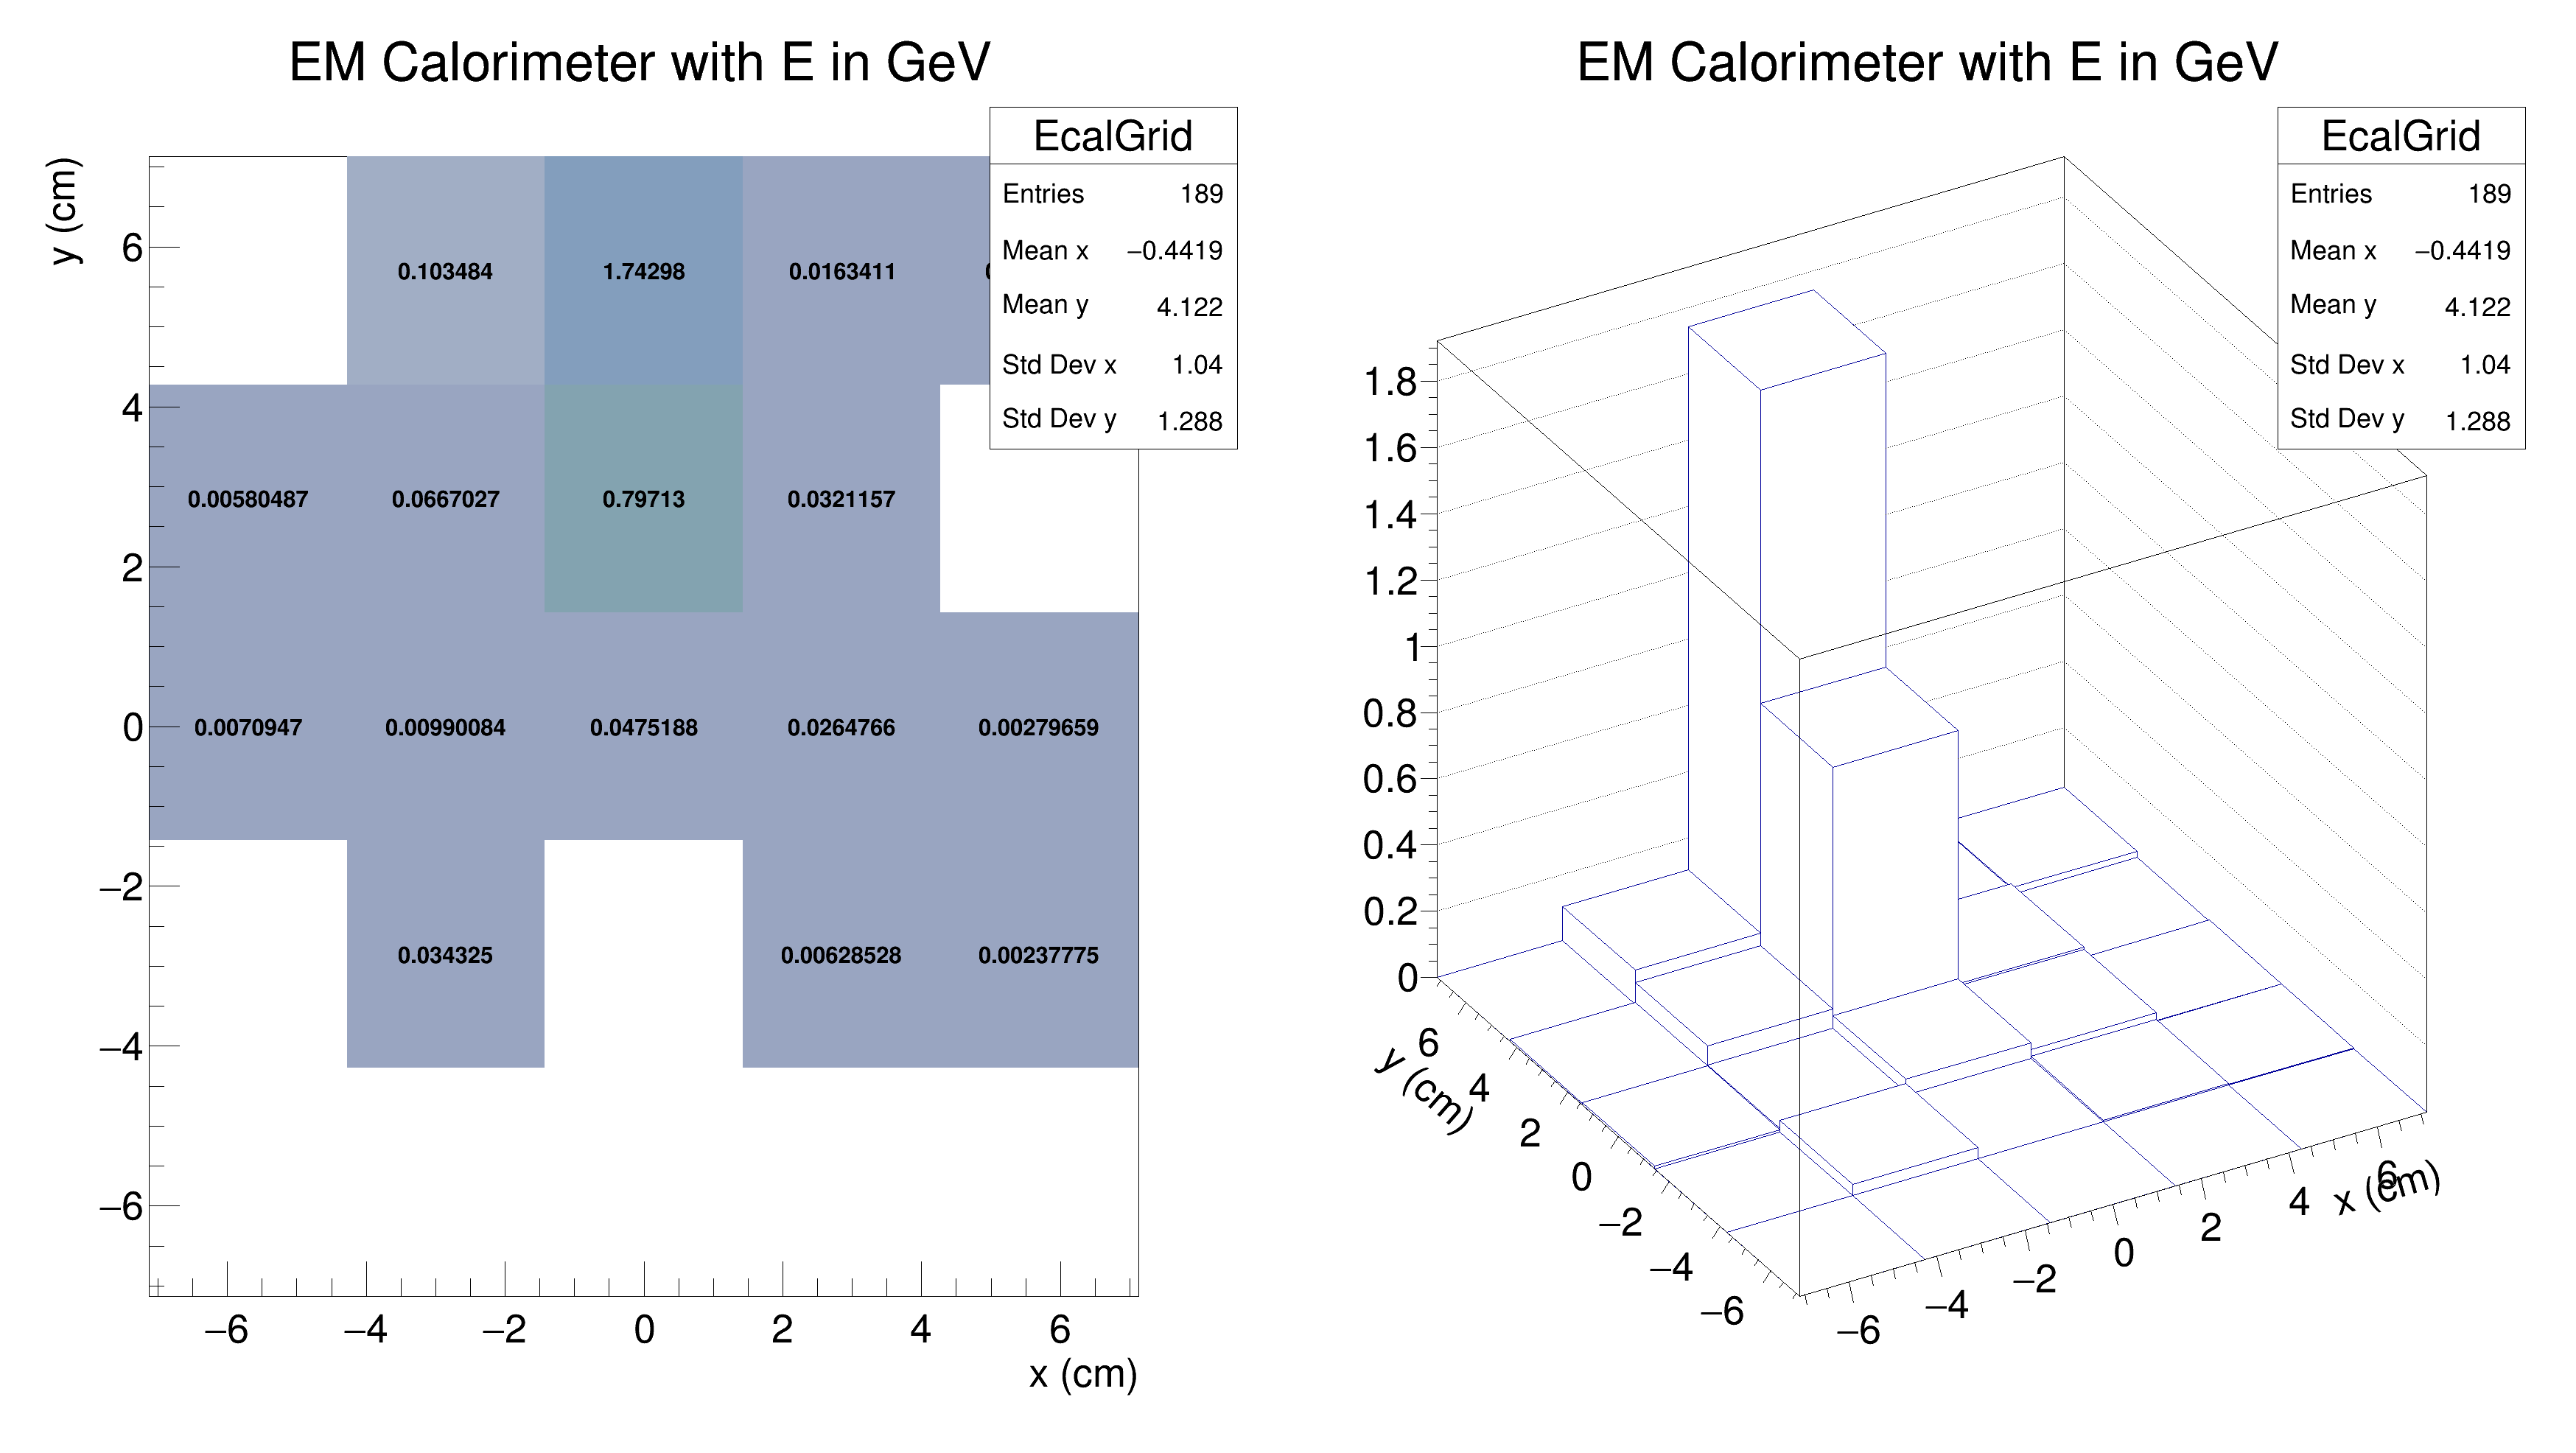 EM Calorimeter with E in GeV
EcalGrid
Entries 189
Mean x −0.4419
Mean y 4.122
Std Dev x 1.04
Std Dev y 1.288
y (cm)
6
4
2
0
−2
−4
−6
0.103484 1.74298 0.0163411
0.00580487 0.0667027 0.79713 0.0321157
0.0070947 0.00990084 0.0475188 0.0264766 0.00279659
0.034325 0.00628528 0.00237775
−6 −4 −2 0 2 4 6
x (cm)
EM Calorimeter with E in GeV
EcalGrid
Entries 189
Mean x −0.4419
Mean y 4.122
Std Dev x 1.04
Std Dev y 1.288
1.8
1.6
1.4
1.2
1
0.8
0.6
0.4
0.2
0
y (cm)
6
4
2
0
−2
−4
−6
−6 −4 −2 0 2 4 6
x (cm)